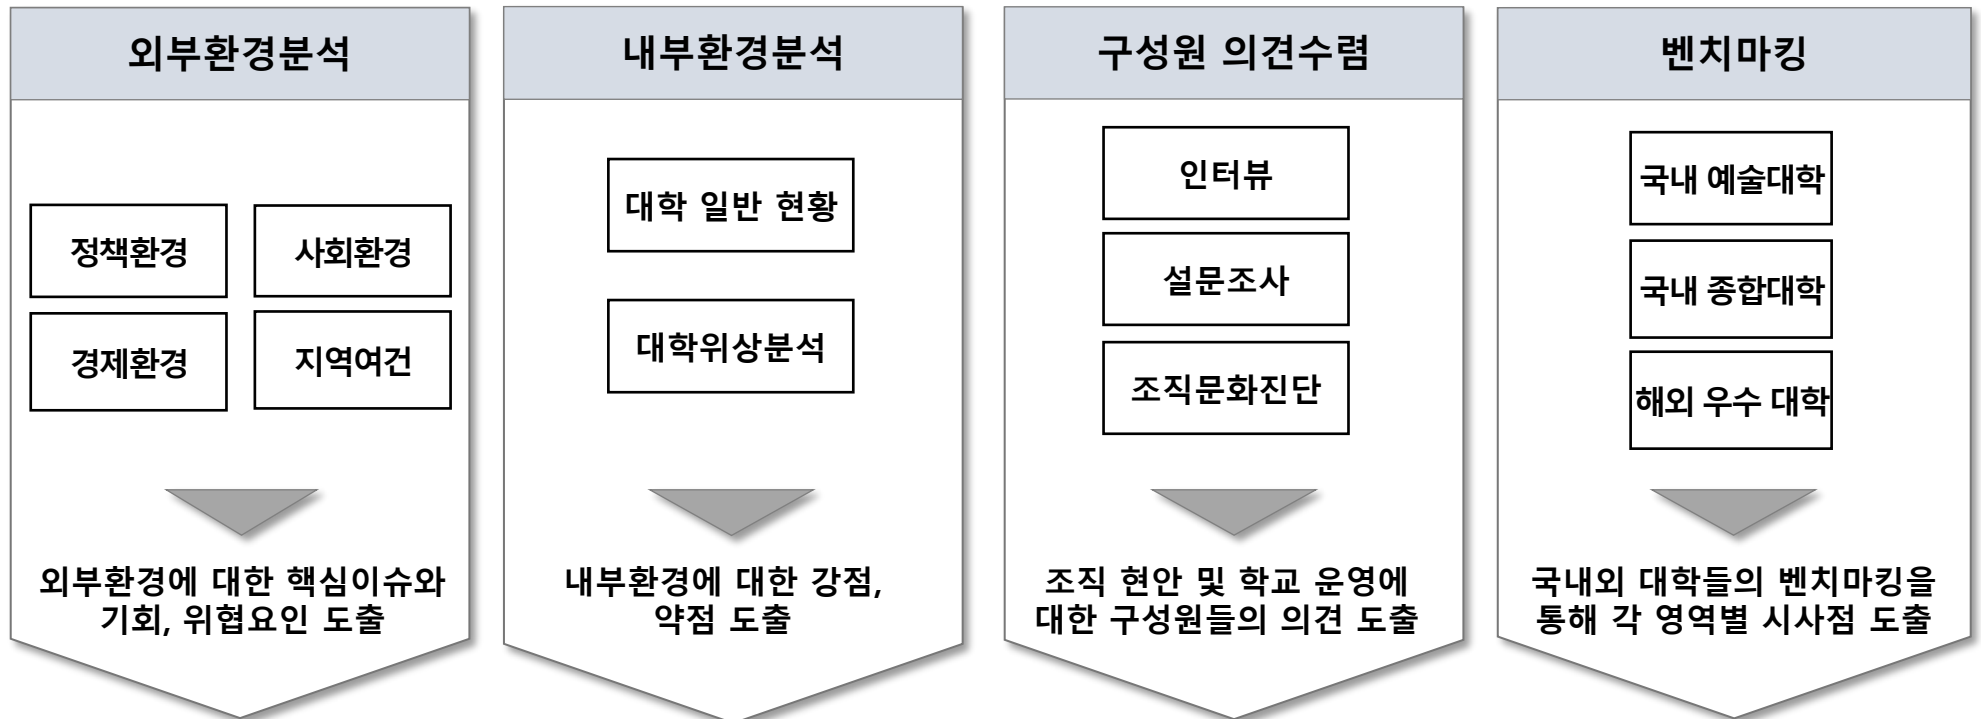 외부환경분석
정책환경
사회환경
경제환경
지역여건
외부환경에 대한 핵심이슈와
기회, 위협요인 도출
내부환경분석
대학 일반 현황
대학위상분석
내부환경에 대한 강점,
약점 도출
구성원 의견수렴
인터뷰
설문조사
조직문화진단
조직 현안 및 학교 운영에
대한 구성원들의 의견 도출
벤치마킹
국내 예술대학
국내 종합대학
해외 우수 대학
국내외 대학들의 벤치마킹을
통해 각 영역별 시사점 도출